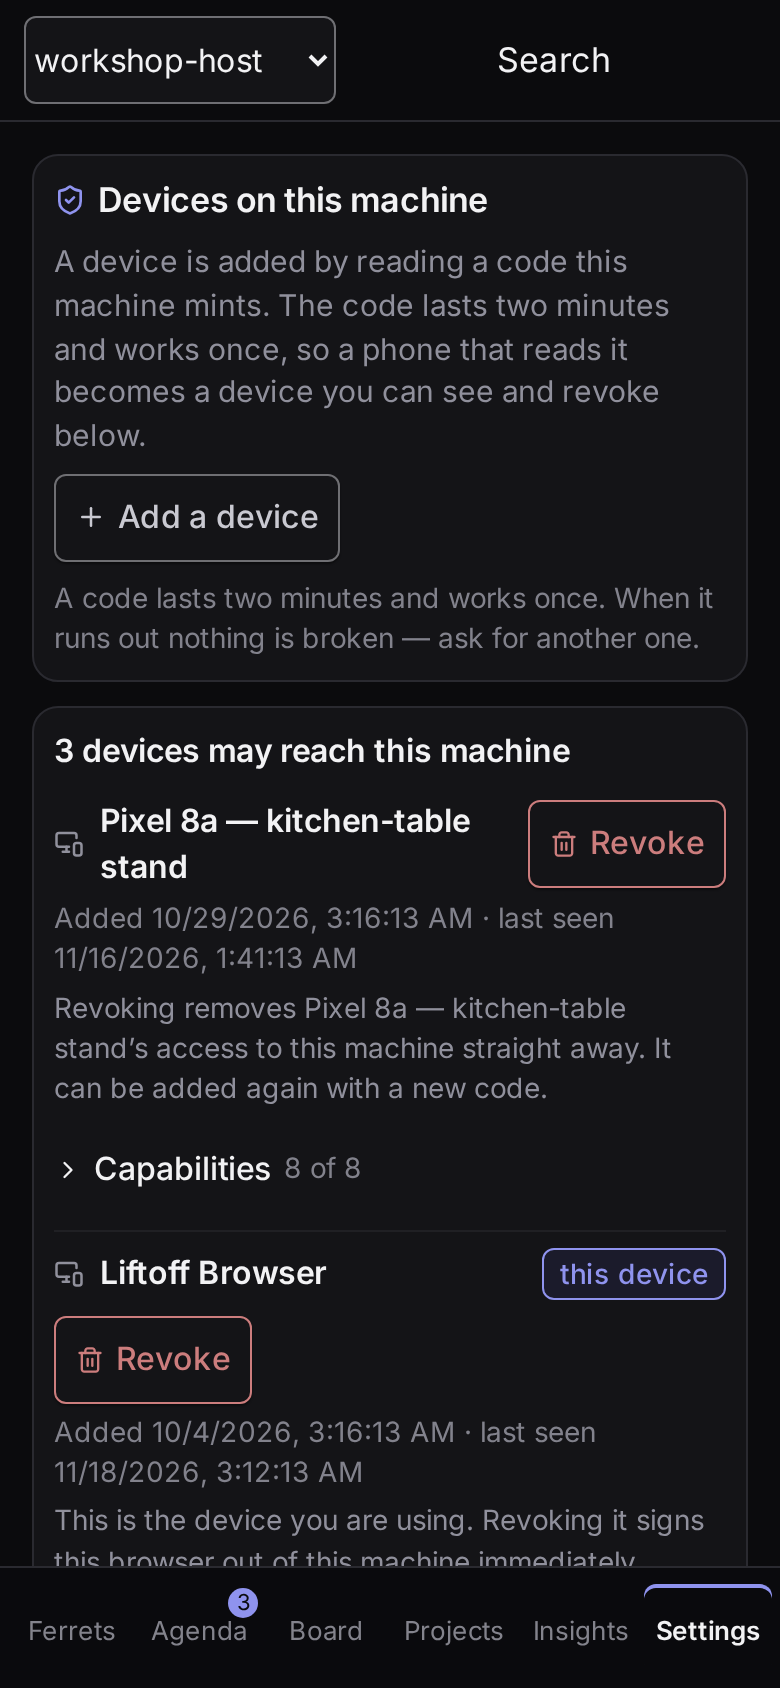 workshop-host
Search
Devices on this machine
A device is added by reading a code this
machine mints. The code lasts two minutes
and works once, so a phone that reads it
becomes a device you can see and revoke
below.
+ Add a device
A code lasts two minutes and works once. When it
runs out nothing is broken — ask for another one.
3 devices may reach this machine
Pixel 8a — kitchen-table
stand
Revoke
Added 10/29/2026, 3:16:13 AM · last seen
11/16/2026, 1:41:13 AM
Revoking removes Pixel 8a — kitchen-table
stand’s access to this machine straight away. It
can be added again with a new code.
Capabilities 8 of 8
Liftoff Browser
this device
Revoke
Added 10/4/2026, 3:16:13 AM · last seen
11/18/2026, 3:12:13 AM
This is the device you are using. Revoking it signs
this browser out of this machine immediately
3
Ferrets
Agenda
Board
Projects
Insights
Settings